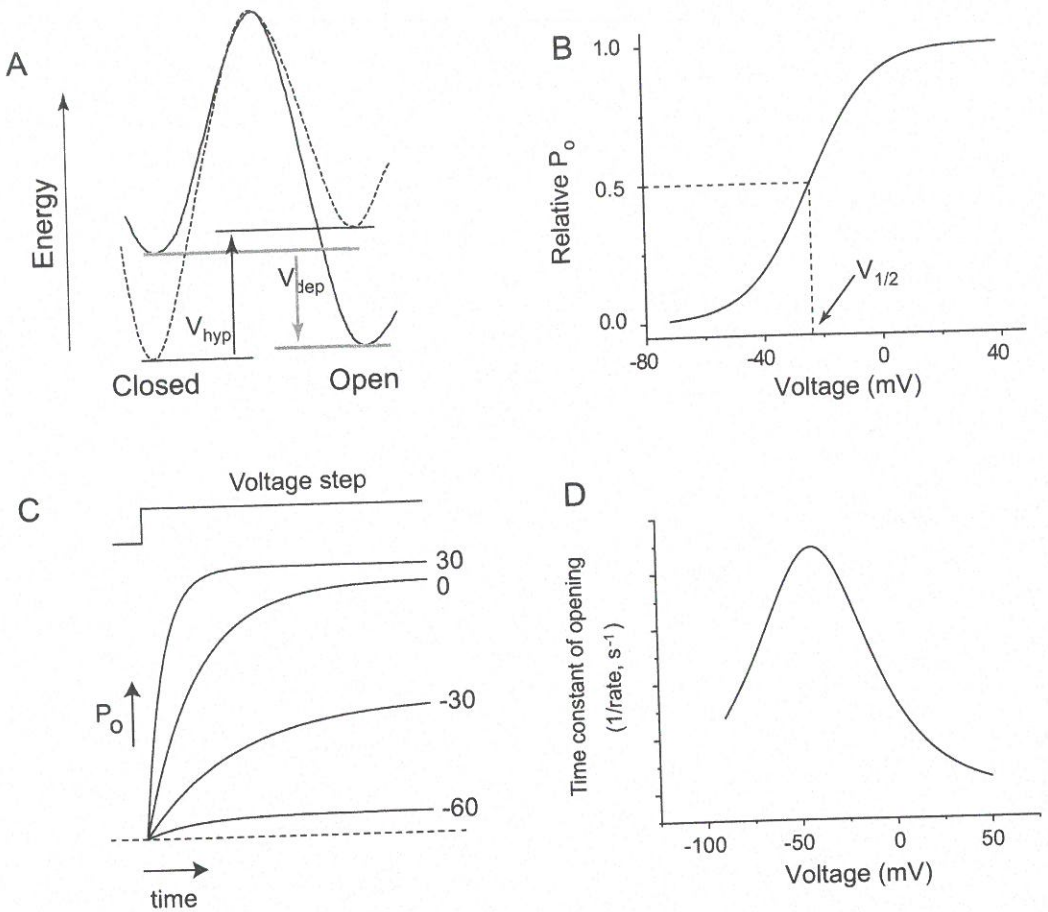 A
Energy
V_hyp
V_dep
Closed
Open
B
Relative P_o
1.0
0.5
0.0
V_1/2
-80
-40
0
40
Voltage (mV)
C
Voltage step
30
0
-30
-60
P_o
time
D
Time constant of opening
(1/rate, s⁻¹)
-100
-50
0
50
Voltage (mV)